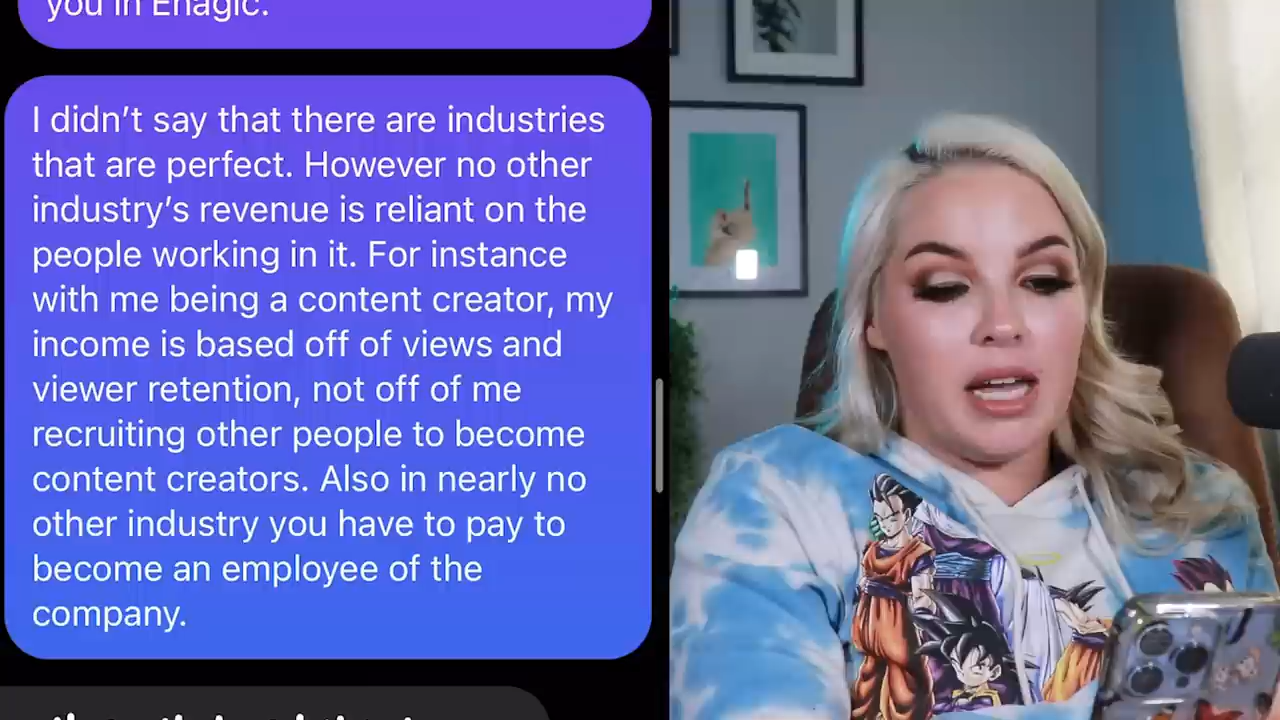 you in Enagic.
I didn't say that there are industries
that are perfect. However no other
industry's revenue is reliant on the
people working in it. For instance
with me being a content creator, my
income is based off of views and
viewer retention, not off of me
recruiting other people to become
content creators. Also in nearly no
other industry you have to pay to
become an employee of the
company.